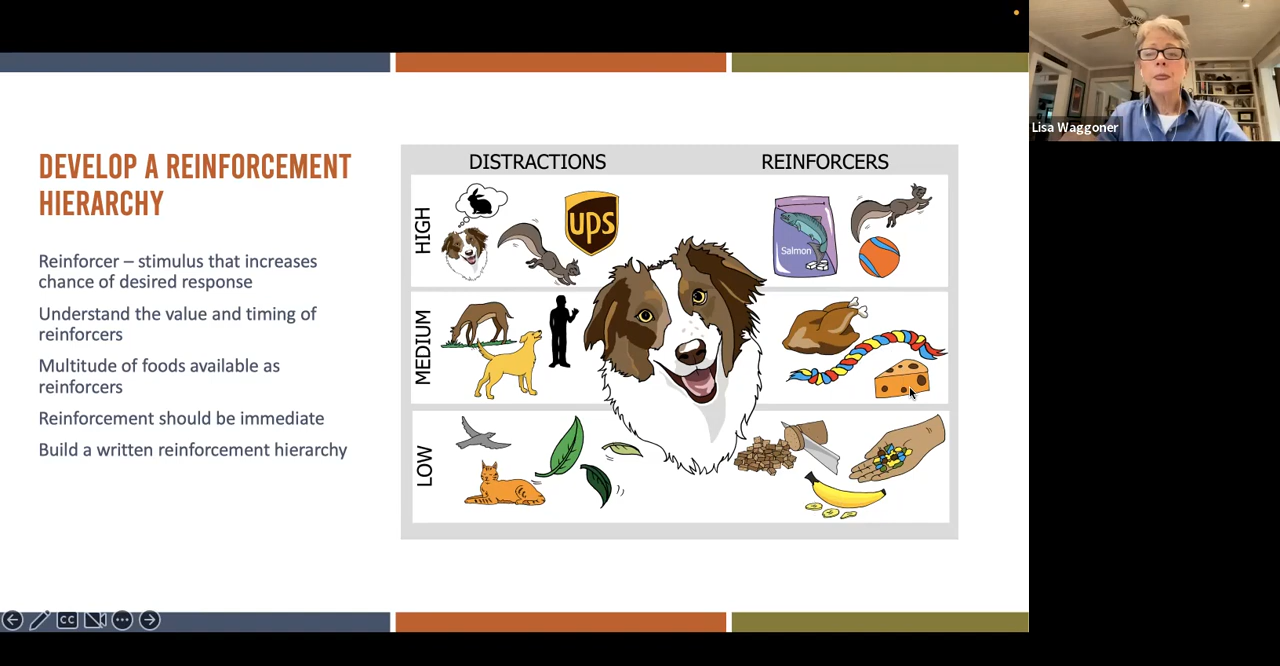 Lisa Waggoner
DEVELOP A REINFORCEMENT
HIERARCHY
Reinforcer – stimulus that increases
chance of desired response
Understand the value and timing of
reinforcers
Multitude of foods available as
reinforcers
Reinforcement should be immediate
Build a written reinforcement hierarchy
DISTRACTIONS
REINFORCERS
HIGH
ups
Salmon
MEDIUM
LOW
CC